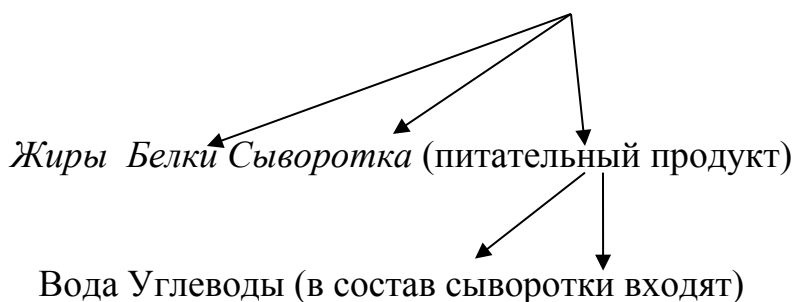 Жиры Белки Сыворотка (питательный продукт)
Вода Углеводы (в состав сыворотки входят)